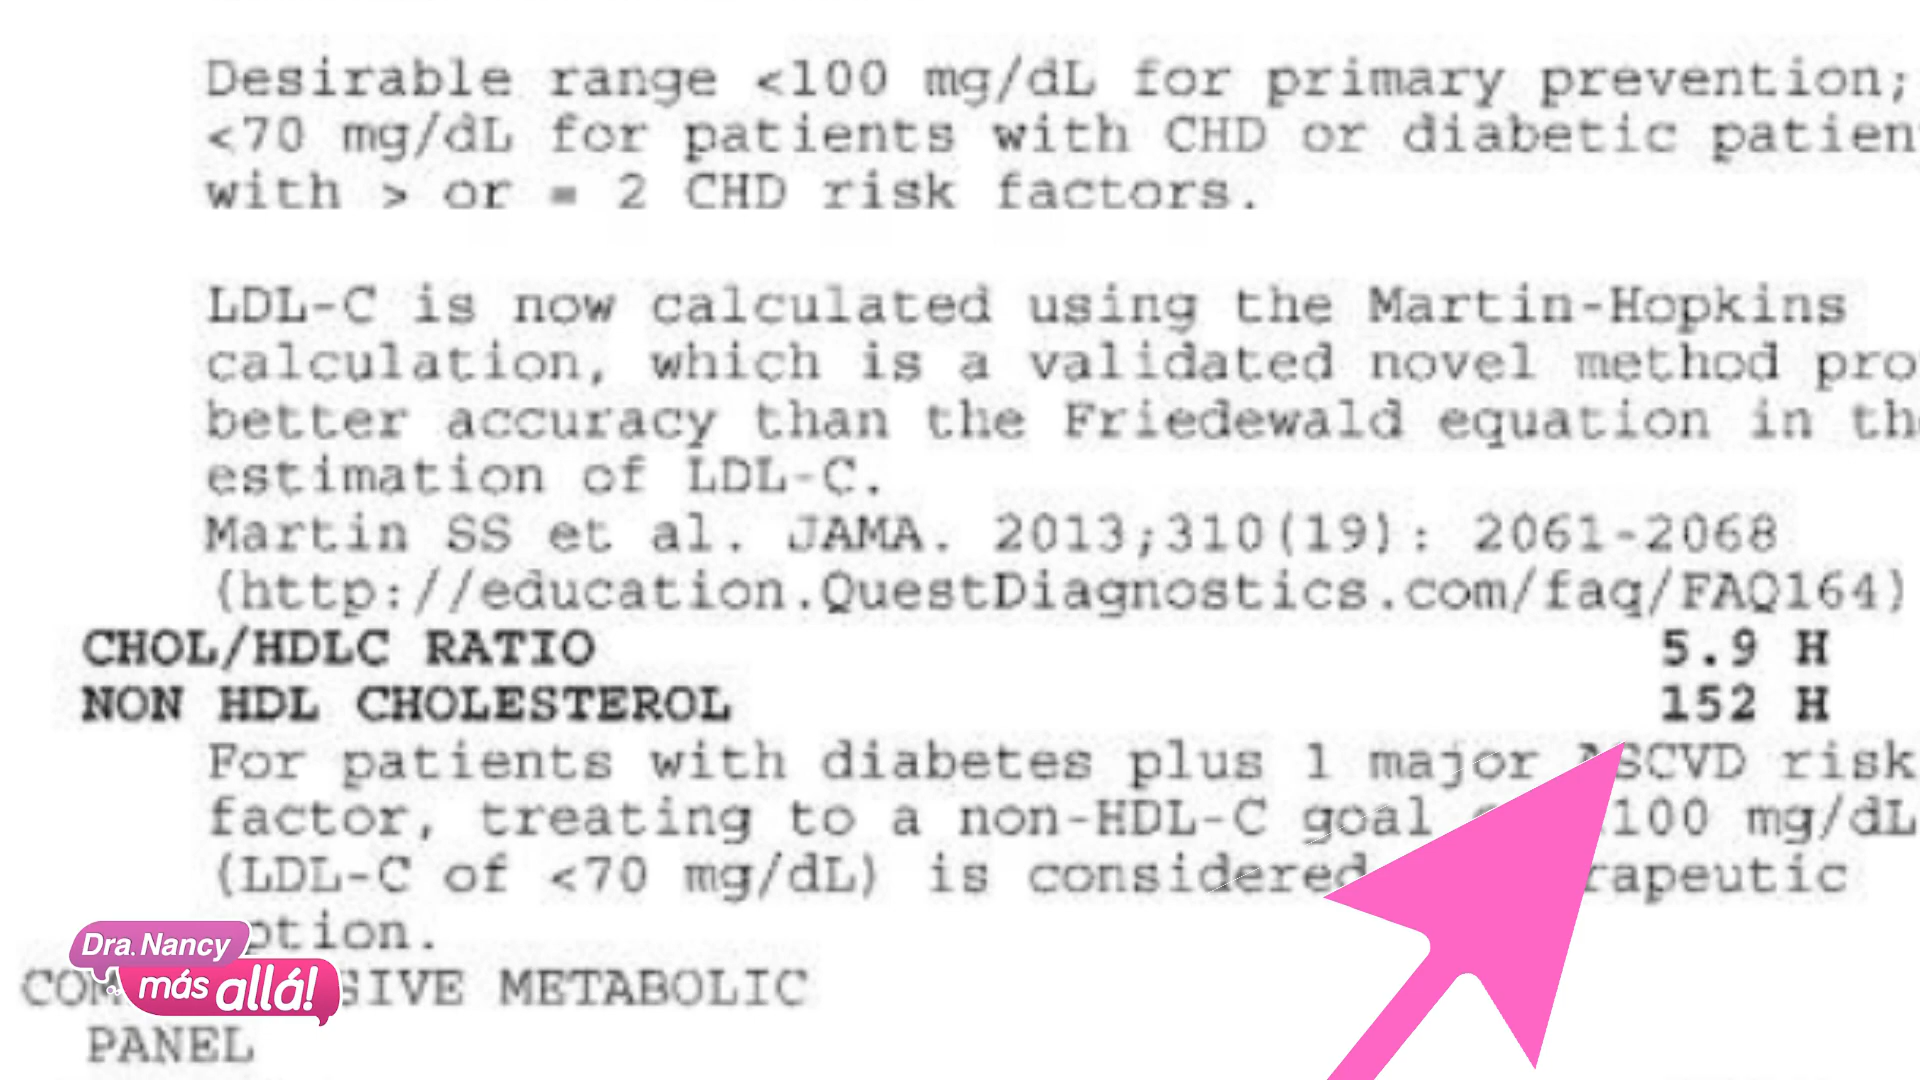 Desirable range <100 mg/dL for primary prevention;
<70 mg/dL for patients with CHD or diabetic
with > or = 2 CHD risk factors.
LDL-C is now calculated using the Martin-Hopkins
calculation, which is a validated novel method
better accuracy than the Friedewald equation in
estimation of LDL-C.
Martin SS et al. JAMA. 2013;310(19): 2061-2068
(http://education.QuestDiagnostics.com/faq/FAQ164)
CHOL/HDLC RATIO 5.9 H
NON HDL CHOLESTEROL 152 H
For patients with diabetes plus 1 major ASCVD risk
factor, treating to a non-HDL-C goal 100 mg/dL
(LDL-C of <70 mg/dL) is considered
METABOLIC
PANEL
Dra. Nancy
más allá!